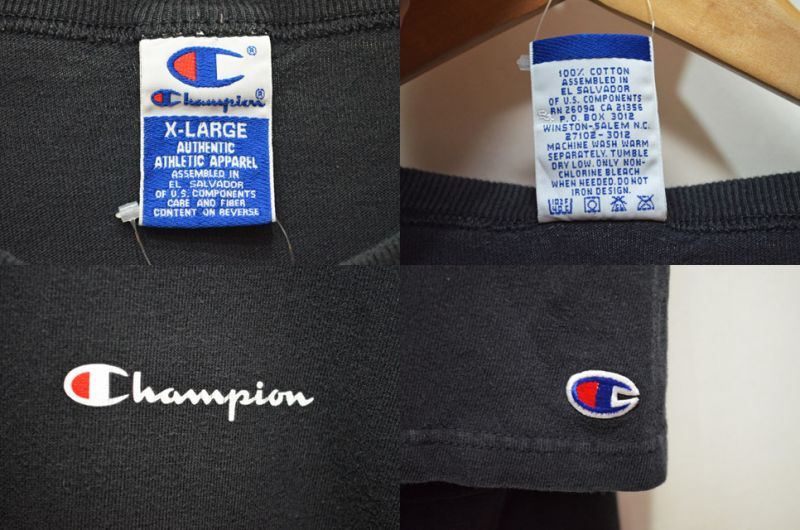 Champion®
X-LARGE
AUTHENTIC
ATHLETIC APPAREL
ASSEMBLED IN
EL SALVADOR
OF U.S. COMPONENTS
CARE AND FIBER
CONTENT ON REVERSE
100% COTTON
ASSEMBLED IN
EL SALVADOR
OF U.S. COMPONENTS
RN 26094 CA 21356
P.O. BOX 3012
WINSTON-SALEM N.C.
27102-3012
MACHINE WASH WARM
SEPARATELY. TUMBLE
DRY LOW. ONLY NON-
CHLORINE BLEACH
WHEN NEEDED. DO NOT
IRON DESIGN.
Champion